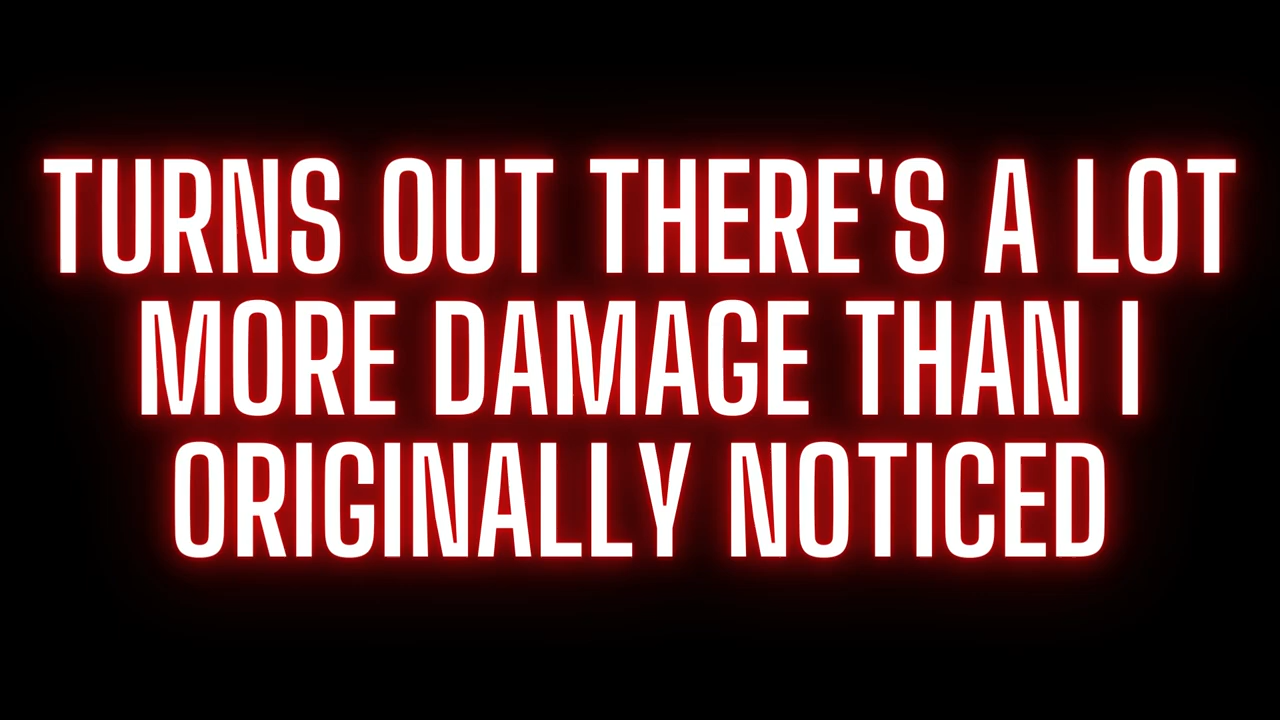 TURNS OUT THERE'S A LOT
MORE DAMAGE THAN I
ORIGINALLY NOTICED